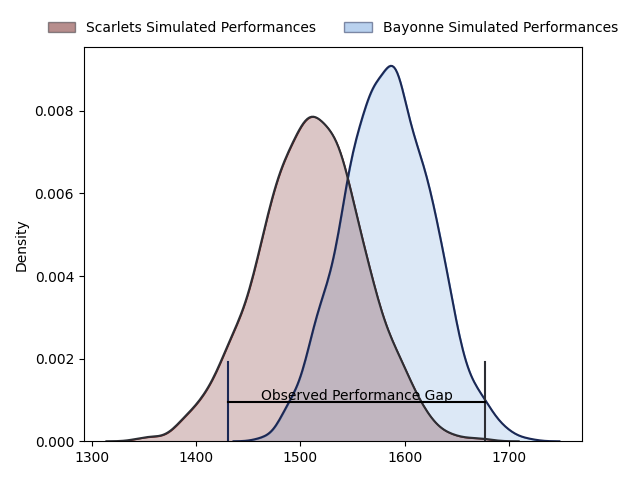 Scarlets Simulated Performances
Bayonne Simulated Performances
Density
0.008
0.006
0.004
0.002
0.000
Observed Performance Gap
1300
1400
1500
1600
1700